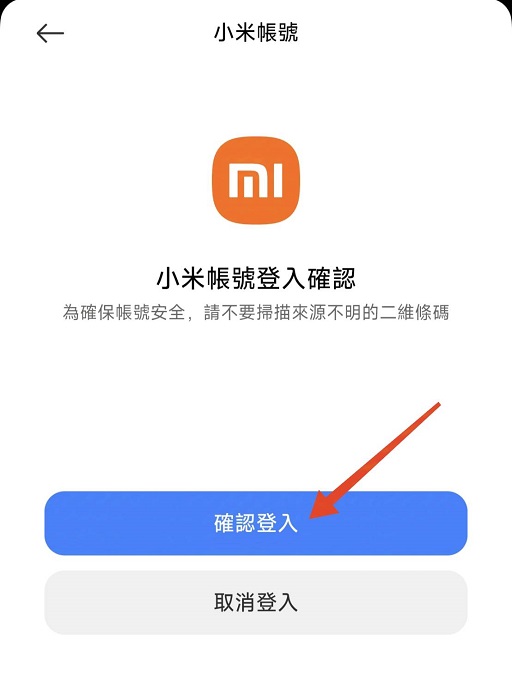 小米帳號
mi
小米帳號登入確認
為確保帳號安全，請不要掃描來源不明的二維條碼
確認登入
取消登入